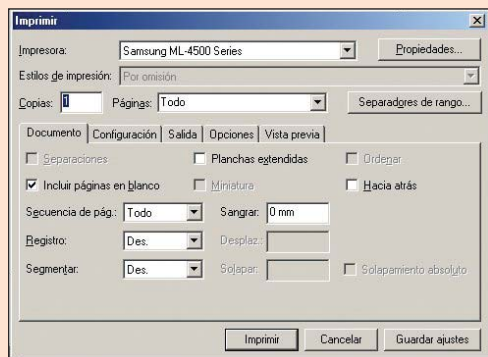 Imprimir
Impresora: Samsung ML-4500 Series Propiedades...
Estilos de impresión: Por omisión
Copias: 1 Páginas: Todo Separadores de rango...
Documento Configuración Salida Opciones Vista previa
Separaciones Planchas extendidas Ordenar
Incluir páginas en blanco Miniatura Hacia atrás
Secuencia de pág.: Todo Sangrar: 0 mm
Registro: Des. Desplaz.:
Segmentar: Des. Solapar: Solapamiento absoluto
Imprimir Cancelar Guardar ajustes